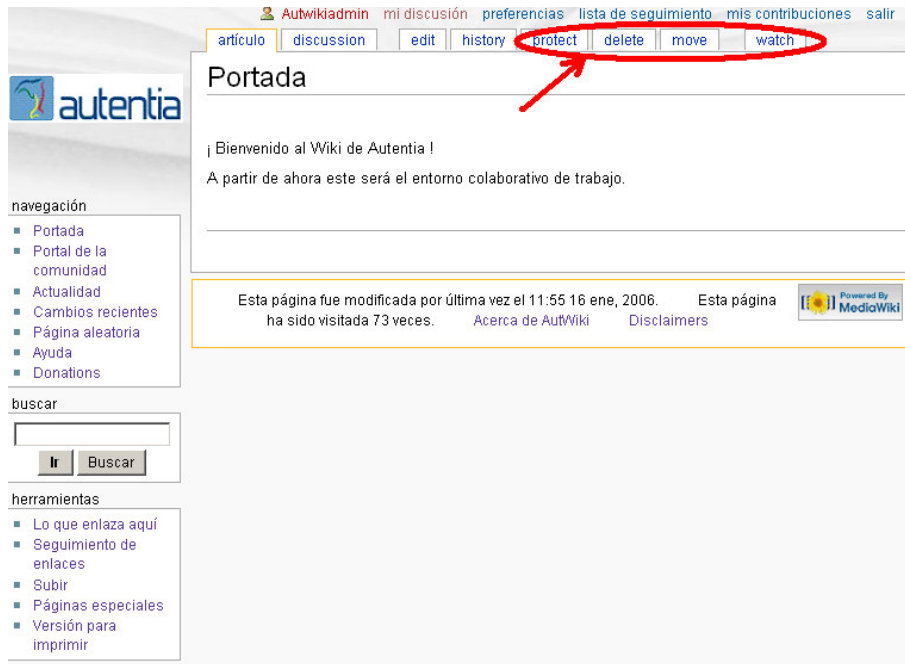 Autwikiadmin mi discusión preferencias lista de seguimiento mis contribuciones salir
artículo discussion edit history protect delete move watch
autentia
Portada
¡ Bienvenido al Wiki de Autentia !
A partir de ahora este será el entorno colaborativo de trabajo.
navegación
Portada
Portal de la
comunidad
Actualidad
Cambios recientes
Página aleatoria
Ayuda
Donations
Esta página fue modificada por última vez el 11:55 16 ene, 2006. Esta página
ha sido visitada 73 veces. Acerca de AutWiki Disclaimers
Powered By
MediaWiki
buscar
Ir Buscar
herramientas
Lo que enlaza aquí
Seguimiento de
enlaces
Subir
Páginas especiales
Versión para
imprimir